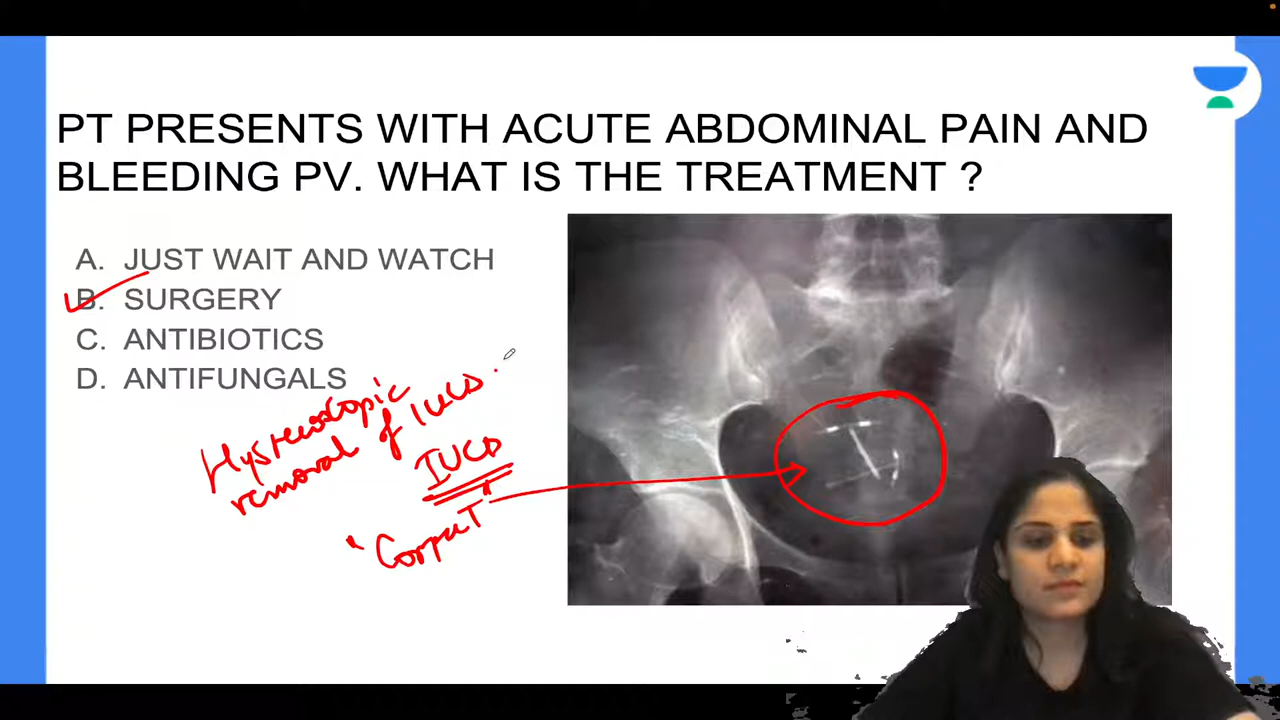 PT PRESENTS WITH ACUTE ABDOMINAL PAIN AND
BLEEDING PV. WHAT IS THE TREATMENT ?
A. JUST WAIT AND WATCH
B. SURGERY
C. ANTIBIOTICS
D. ANTIFUNGALS
Hysteroscopic
removal of IUCD.
IUCD
"CopperT"